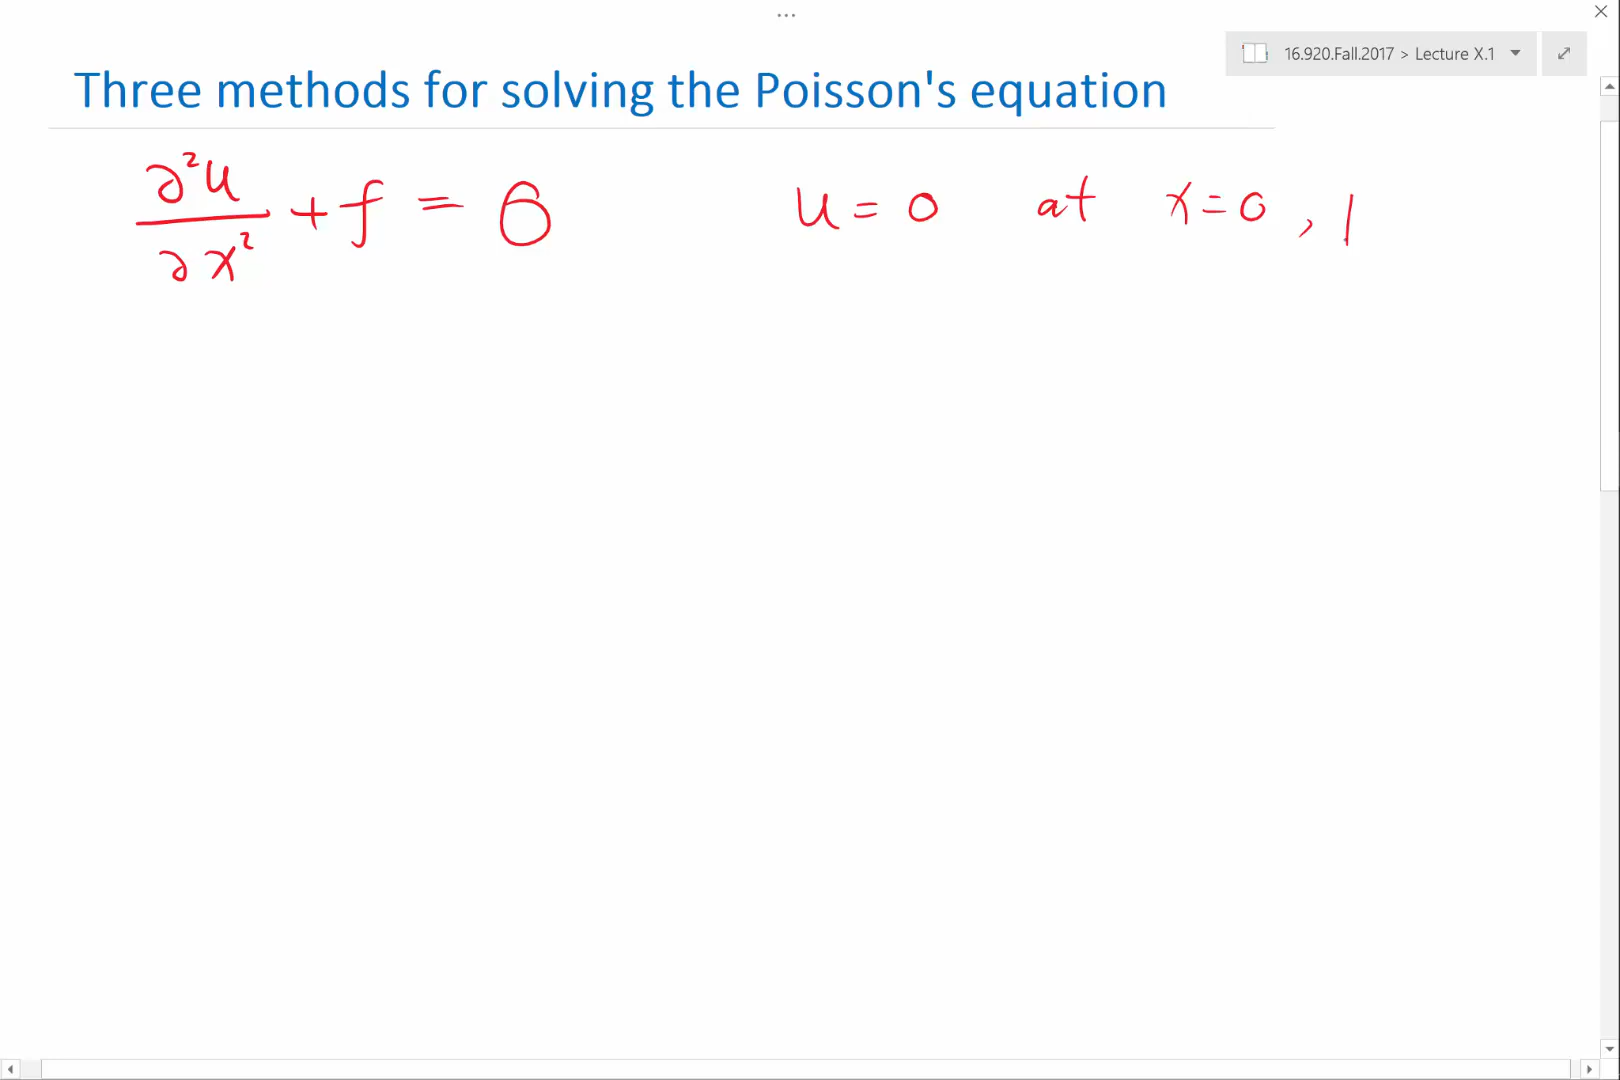 16.920.Fall.2017 > Lecture X.1
Three methods for solving the Poisson's equation
∂²u/∂x² + f = 0    u = 0 at x = 0, 1